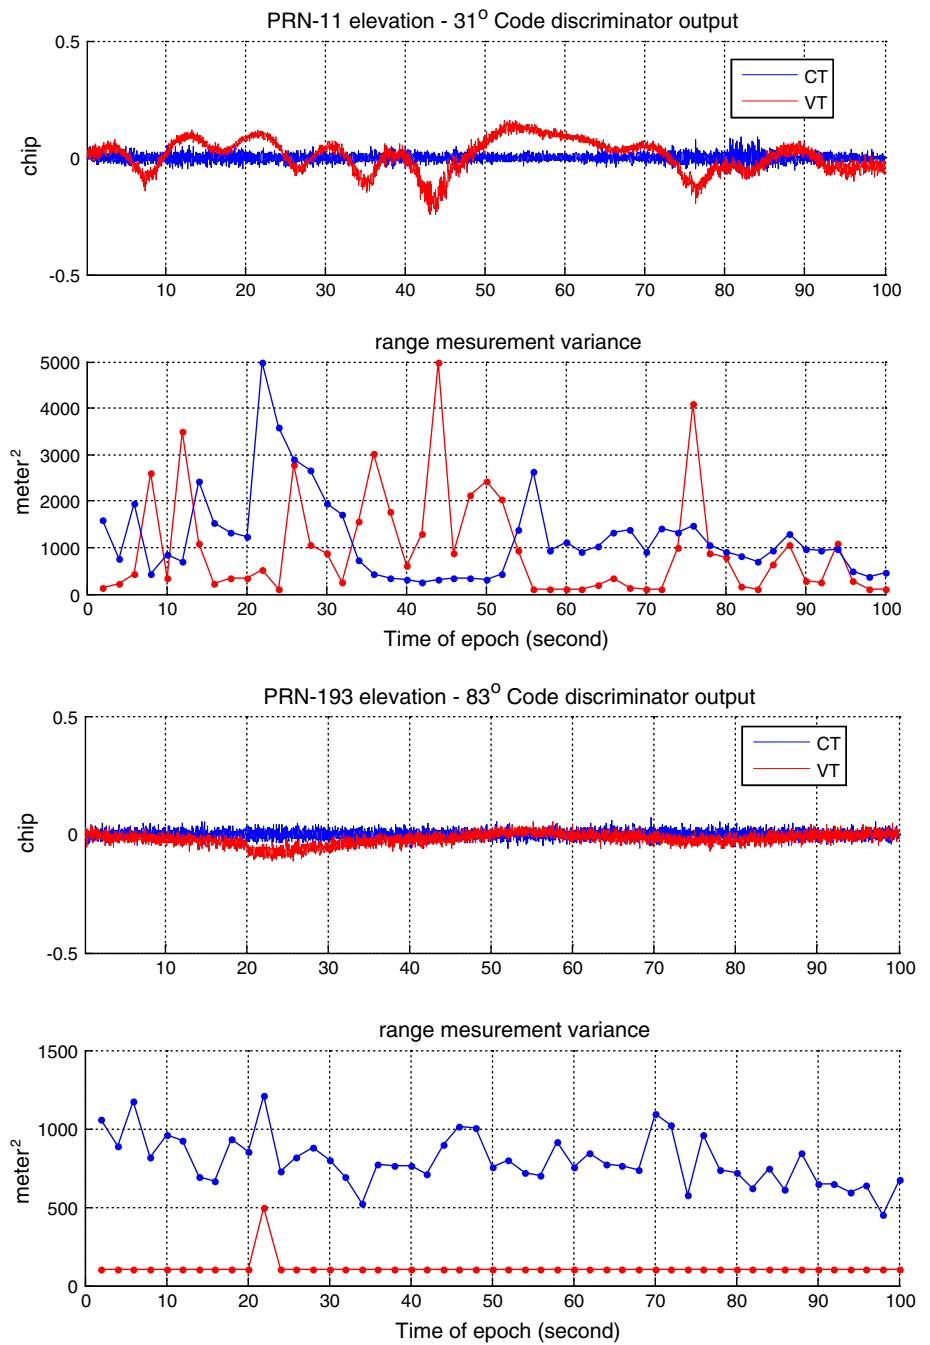 PRN-11 elevation - 31o Code discriminator output
0.5
CT
VT
chip
0
-0.5
10 20 30 40 50 60 70 80 90 100
range mesurement variance
5000
4000
3000
meter2
2000
1000
0
0 10 20 30 40 50 60 70 80 90 100
Time of epoch (second)
PRN-193 elevation - 83o Code discriminator output
0.5
CT
VT
chip
0
-0.5
10 20 30 40 50 60 70 80 90 100
range mesurement variance
1500
1000
meter2
500
0
0 10 20 30 40 50 60 70 80 90 100
Time of epoch (second)